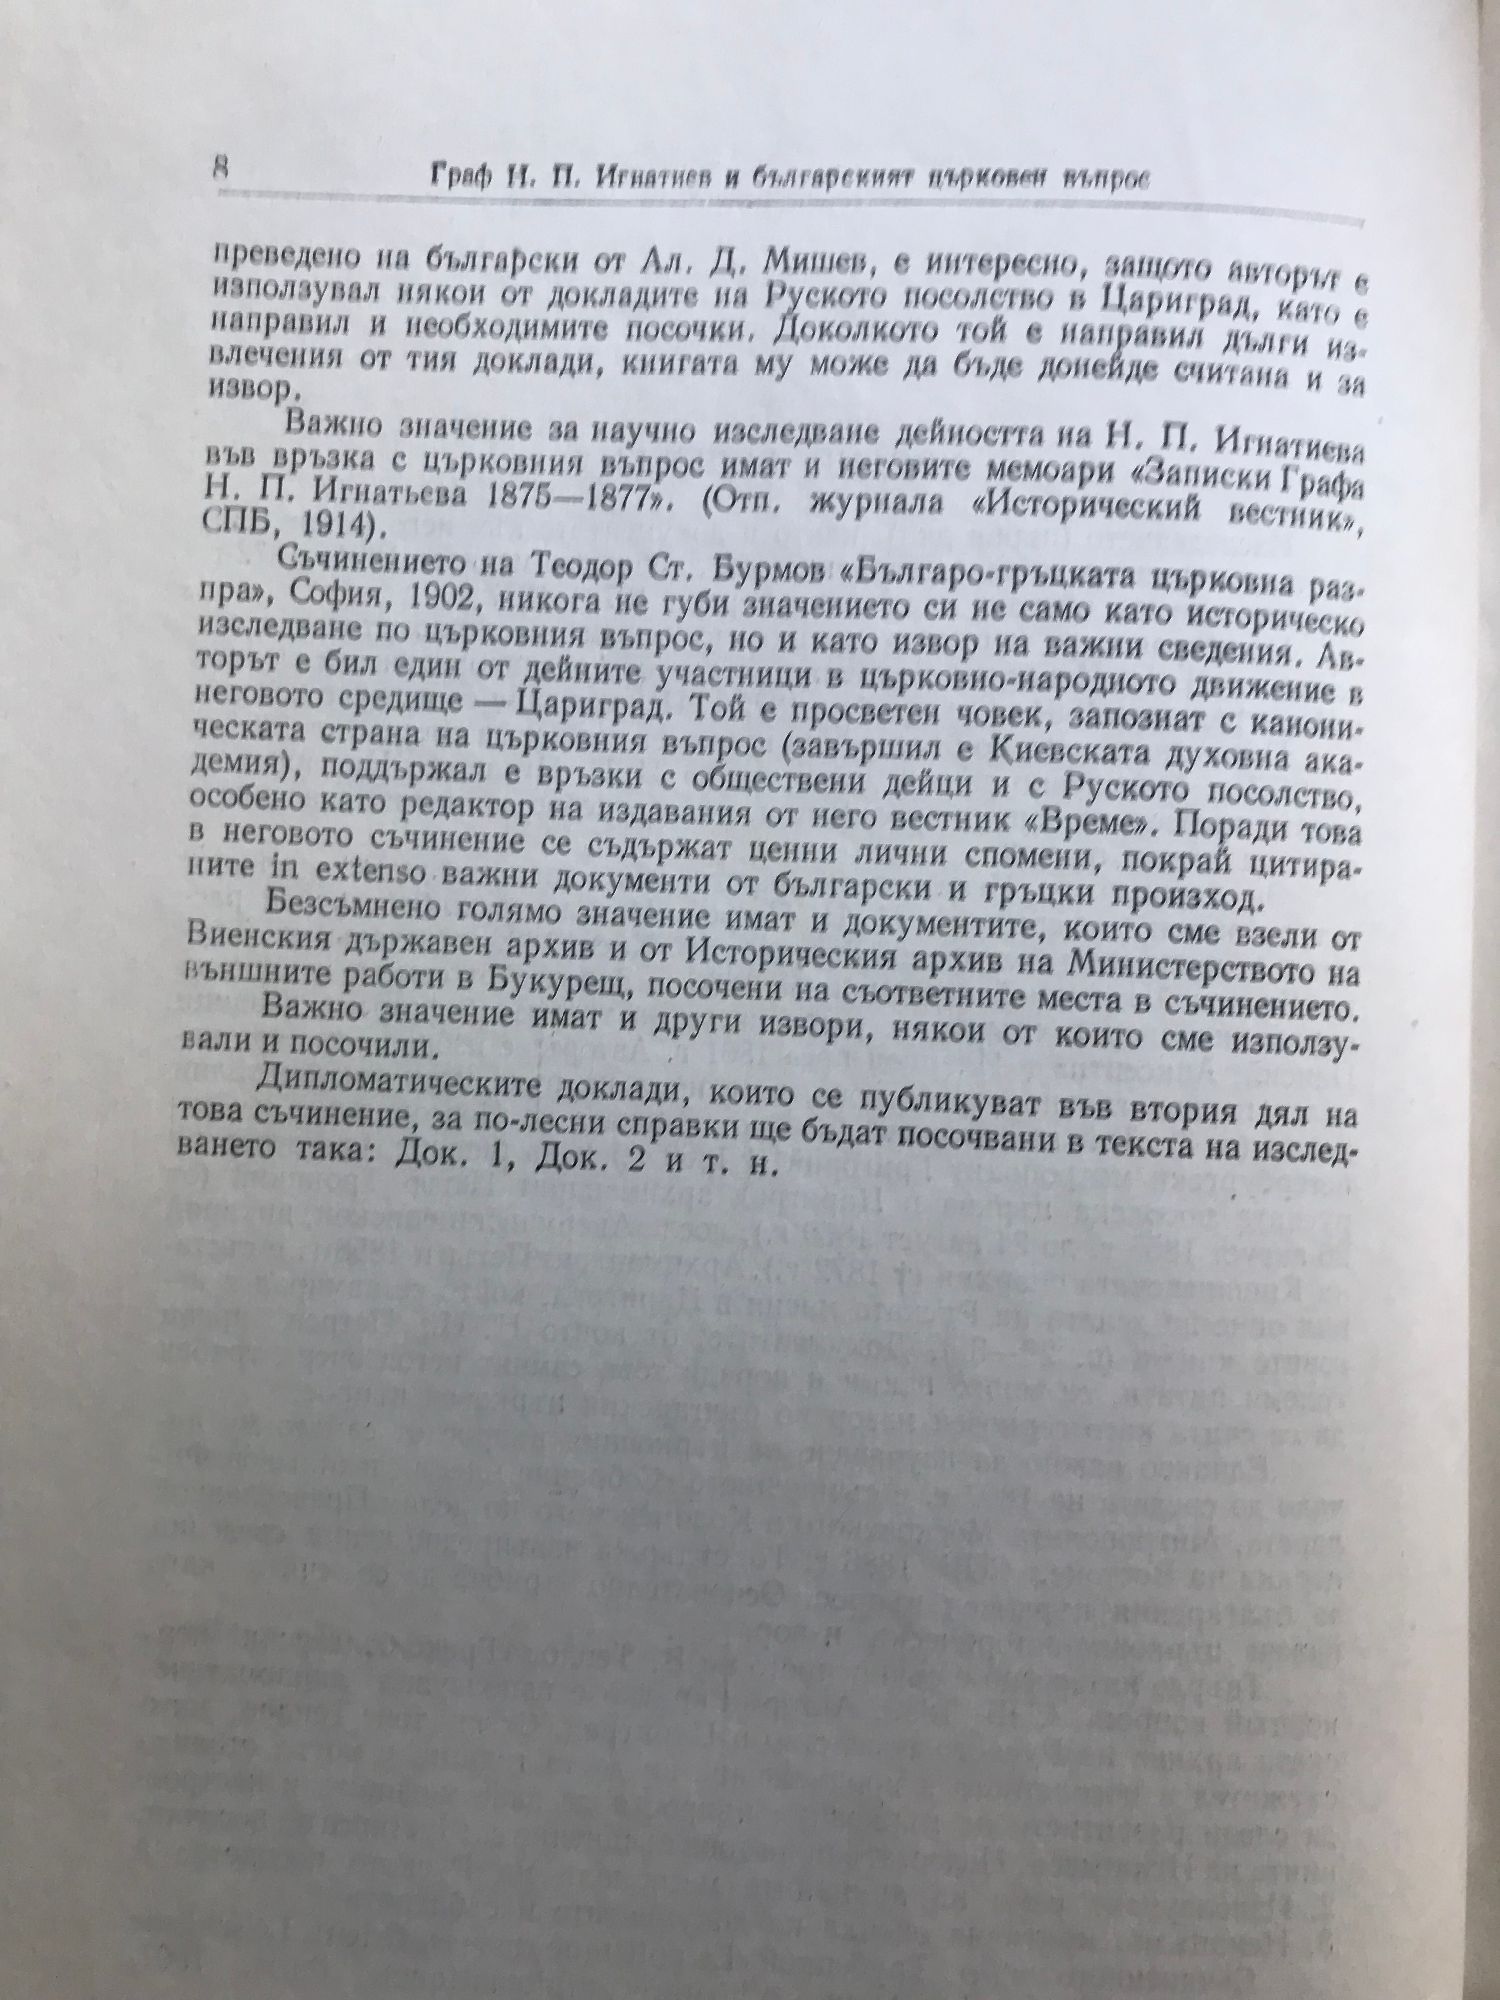 8
Граф Н. П. Игнатиев и българският църковен въпрос
преведено на български от Ал. Д. Мишев, е интересно, защото авторът е
използувал някои от докладите на Руското посолство в Цариград, като е
направил и необходимите посочки. Доколкото той е направил дълги из-
влечения от тия доклади, книгата му може да бъде донейде считана и за
извор.
Важно значение за научно изследване дейността на Н. П. Игнатиева
във връзка с църковния въпрос имат и неговите мемоари «Записки Графа
Н. П. Игнатьева 1875—1877». (Отп. журнала «Исторический вестник»,
СПБ, 1914).
Съчинението на Теодор Ст. Бурмов «Българо-гръцката църковна раз-
пра», София, 1902, никога не губи значението си не само като историческо
изследване по църковния въпрос, но и като извор на важни сведения. Ав-
торът е бил един от дейните участници в църковно-народното движение в
неговото средище — Цариград. Той е просветен човек, запознат с канони-
ческата страна на църковния въпрос (завършил е Киевската духовна ака-
демия), поддържал е връзки с обществени дейци и с Руското посолство,
особено като редактор на издавания от него вестник «Време». Поради това
в неговото съчинение се съдържат ценни лични спомени, покрай цитира-
ните in extenso важни документи от български и гръцки произход.
Безсъмнено голямо значение имат и документите, които сме взели от
Виенския държавен архив и от Историческия архив на Министерството на
външните работи в Букурещ, посочени на съответните места в съчинението.
Важно значение имат и други извори, някои от които сме използу-
вали и посочили.
Дипломатическите доклади, които се публикуват във втория дял на
това съчинение, за по-лесни справки ще бъдат посочвани в текста на изслед-
ването така: Док. 1, Док. 2 и т. н.